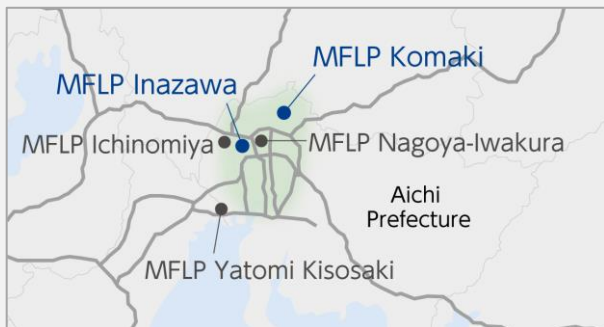 MFLP Komaki
MFLP Inazawa
MFLP Ichinomiya
MFLP Nagoya-Iwakura
Aichi
Prefecture
MFLP Yatomi Kisosaki